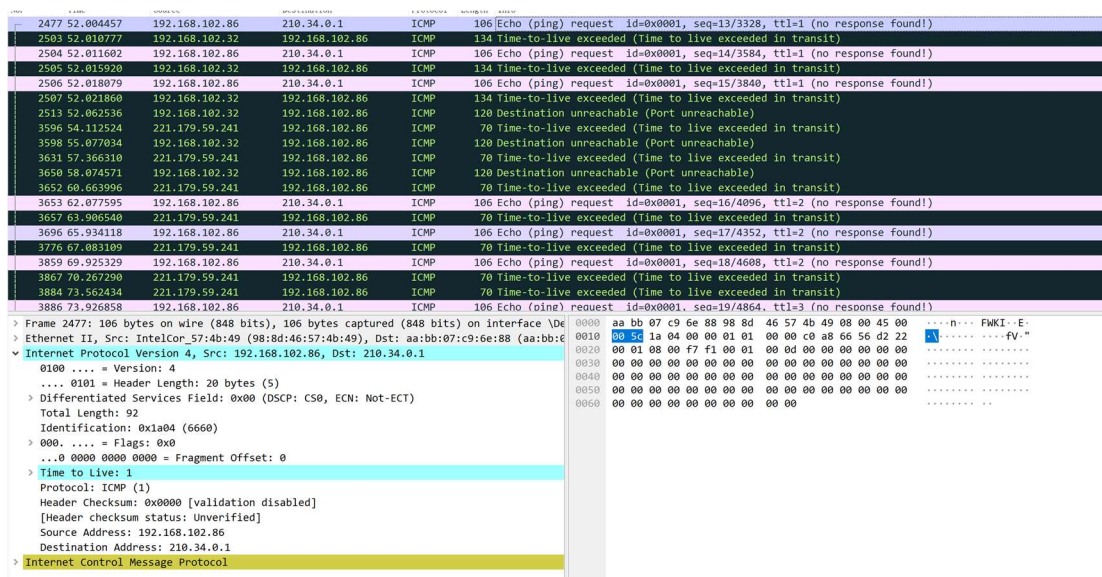 No. Time Source Destination Protocol Length Info
2477 52.004457 192.168.102.86 210.34.0.1 ICMP 106 Echo (ping) request id=0x0001, seq=13/3328, ttl=1 (no response found!)
2503 52.010777 192.168.102.32 192.168.102.86 ICMP 134 Time-to-live exceeded (Time to live exceeded in transit)
2504 52.011602 192.168.102.86 210.34.0.1 ICMP 106 Echo (ping) request id=0x0001, seq=14/3584, ttl=1 (no response found!)
2505 52.015920 192.168.102.32 192.168.102.86 ICMP 134 Time-to-live exceeded (Time to live exceeded in transit)
2506 52.018079 192.168.102.86 210.34.0.1 ICMP 106 Echo (ping) request id=0x0001, seq=15/3840, ttl=1 (no response found!)
2507 52.021860 192.168.102.32 192.168.102.86 ICMP 134 Time-to-live exceeded (Time to live exceeded in transit)
2513 52.062536 192.168.102.32 192.168.102.86 ICMP 120 Destination unreachable (Port unreachable)
3596 54.112524 221.179.59.241 192.168.102.86 ICMP 70 Time-to-live exceeded (Time to live exceeded in transit)
3598 55.077034 192.168.102.32 192.168.102.86 ICMP 120 Destination unreachable (Port unreachable)
3631 57.366310 221.179.59.241 192.168.102.86 ICMP 70 Time-to-live exceeded (Time to live exceeded in transit)
3650 58.074571 192.168.102.32 192.168.102.86 ICMP 120 Destination unreachable (Port unreachable)
3652 60.663996 221.179.59.241 192.168.102.86 ICMP 70 Time-to-live exceeded (Time to live exceeded in transit)
3653 62.077595 192.168.102.86 210.34.0.1 ICMP 106 Echo (ping) request id=0x0001, seq=16/4096, ttl=2 (no response found!)
3657 63.906540 221.179.59.241 192.168.102.86 ICMP 70 Time-to-live exceeded (Time to live exceeded in transit)
3696 65.934118 192.168.102.86 210.34.0.1 ICMP 106 Echo (ping) request id=0x0001, seq=17/4352, ttl=2 (no response found!)
3776 67.083109 221.179.59.241 192.168.102.86 ICMP 70 Time-to-live exceeded (Time to live exceeded in transit)
3859 69.925329 192.168.102.86 210.34.0.1 ICMP 106 Echo (ping) request id=0x0001, seq=18/4608, ttl=2 (no response found!)
3867 70.267290 221.179.59.241 192.168.102.86 ICMP 70 Time-to-live exceeded (Time to live exceeded in transit)
3884 73.562434 221.179.59.241 192.168.102.86 ICMP 70 Time-to-live exceeded (Time to live exceeded in transit)
3886 73.926858 192.168.102.86 210.34.0.1 ICMP 106 Echo (ping) request id=0x0001, seq=19/4864, ttl=3 (no response found!)
> Frame 2477: 106 bytes on wire (848 bits), 106 bytes captured (848 bits) on interface \De
> Ethernet II, Src: IntelCor_57:4b:49 (98:8d:46:57:4b:49), Dst: aa:bb:07:c9:6e:88 (aa:bb:0
Internet Protocol Version 4, Src: 192.168.102.86, Dst: 210.34.0.1
0100 .... = Version: 4
.... 0101 = Header Length: 20 bytes (5)
> Differentiated Services Field: 0x00 (DSCP: CS0, ECN: Not-ECT)
Total Length: 92
Identification: 0x1a04 (6660)
> 000. .... = Flags: 0x0
...0 0000 0000 0000 = Fragment Offset: 0
> Time to Live: 1
Protocol: ICMP (1)
Header Checksum: 0x0000 [validation disabled]
[Header checksum status: Unverified]
Source Address: 192.168.102.86
Destination Address: 210.34.0.1
> Internet Control Message Protocol
0000 aa bb 07 c9 6e 88 98 8d 46 57 4b 49 08 00 45 00 ····n··· FWKI··E·
0010 00 5c 1a 04 00 00 01 01 00 00 c0 a8 66 56 d2 22 ·\······ ····fV·"
0020 00 01 08 00 f7 f1 00 01 00 0d 00 00 00 00 00 00 ········ ········
0030 00 00 00 00 00 00 00 00 00 00 00 00 00 00 00 00 ········ ········
0040 00 00 00 00 00 00 00 00 00 00 00 00 00 00 00 00 ········ ········
0050 00 00 00 00 00 00 00 00 00 00 00 00 00 00 00 00 ········ ········
0060 00 00 00 00 00 00 00 00 00 00 ········ ··